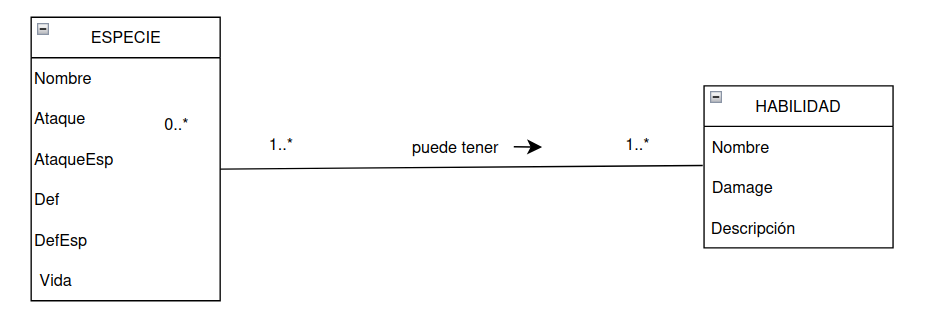 ESPECIE
Nombre
Ataque
0..*
AtaqueEsp
Def
DefEsp
Vida
1..*
puede tener
1..*
HABILIDAD
Nombre
Damage
Descripción